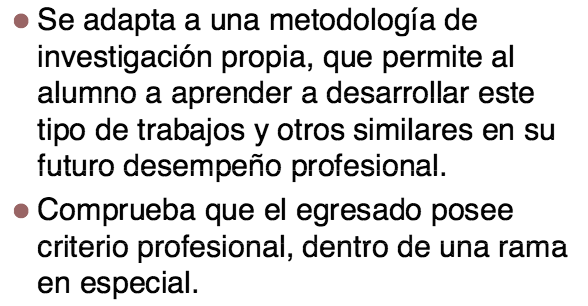 ● Se adapta a una metodología de
investigación propia, que permite al
alumno a aprender a desarrollar este
tipo de trabajos y otros similares en su
futuro desempeño profesional.
● Comprueba que el egresado posee
criterio profesional, dentro de una rama
en especial.